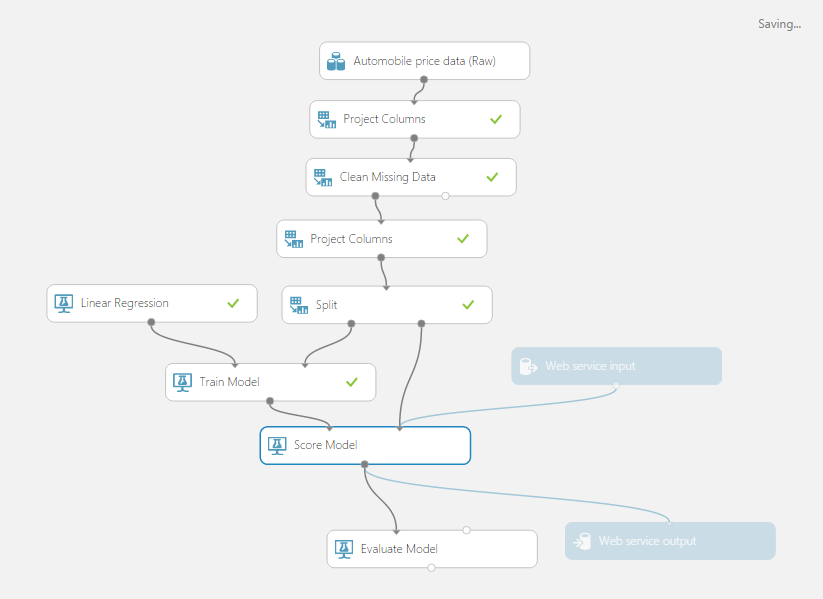 Saving...
Automobile price data (Raw)
Project Columns
Clean Missing Data
Project Columns
Linear Regression
Split
Web service input
Train Model
Score Model
Web service output
Evaluate Model